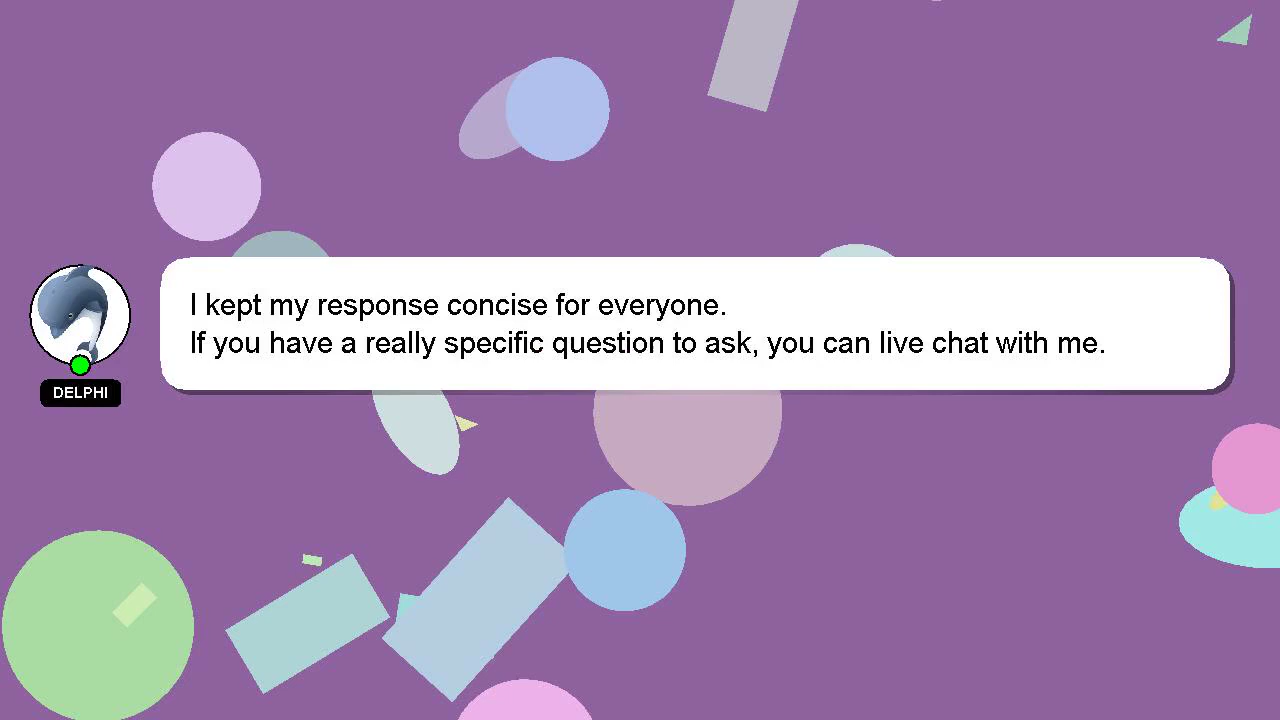 I kept my response concise for everyone.
If you have a really specific question to ask, you can live chat with me.
DELPHI